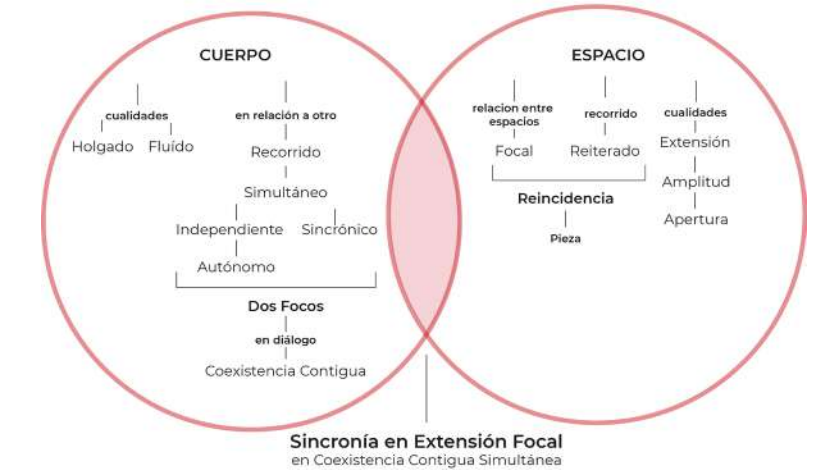 CUERPO
cualidades
Holgado Fluído
en relación a otro
Recorrido
Simultáneo
Independiente Sincrónico
Autónomo
Dos Focos
en diálogo
Coexistencia Contigua
ESPACIO
relacion entre
espacios
Focal
recorrido
Reiterado
Reincidencia
Pieza
cualidades
Extensión
Amplitud
Apertura
Sincronía en Extensión Focal
en Coexistencia Contigua Simultánea